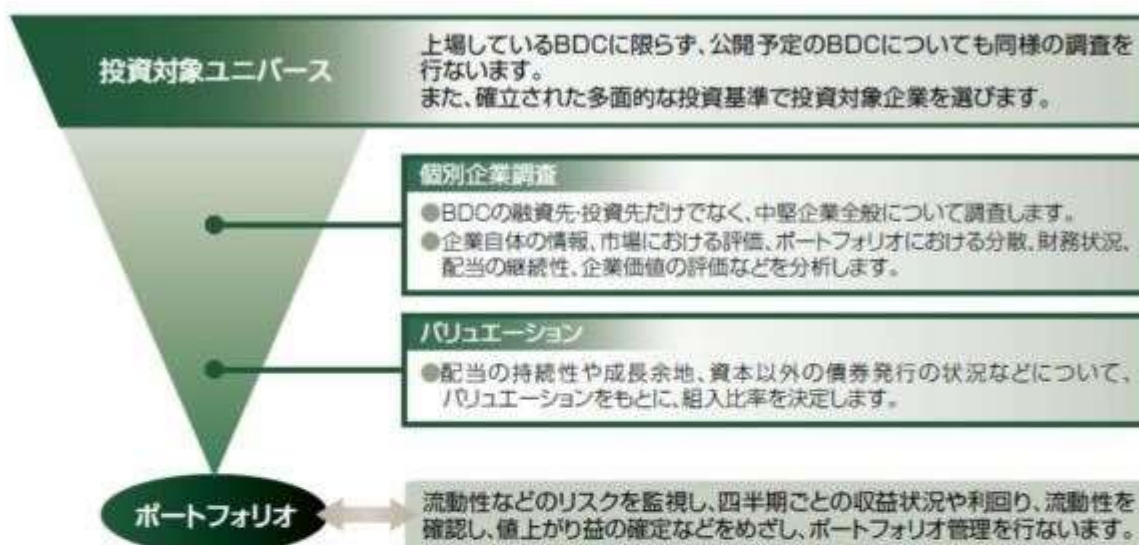 投資対象ユニバース
上場しているBDCに限らず、公開予定のBDCについても同様の調査を
行ないます。
また、確立された多面的な投資基準で投資対象企業を選びます。
個別企業調査
●BDCの融資先・投資先だけでなく、中堅企業全般について調査します。
●企業自体の情報、市場における評価、ポートフォリオにおける分散、財務状況、
配当の継続性、企業価値の評価などを分析します。
バリュエーション
●配当の持続性や成長余地、資本以外の債券発行の状況などについて、
バリュエーションをもとに、組入比率を決定します。
ポートフォリオ
流動性などのリスクを監視し、四半期ごとの収益状況や利回り、流動性を
確認し、値上がり益の確定などをめざし、ポートフォリオ管理を行ないます。